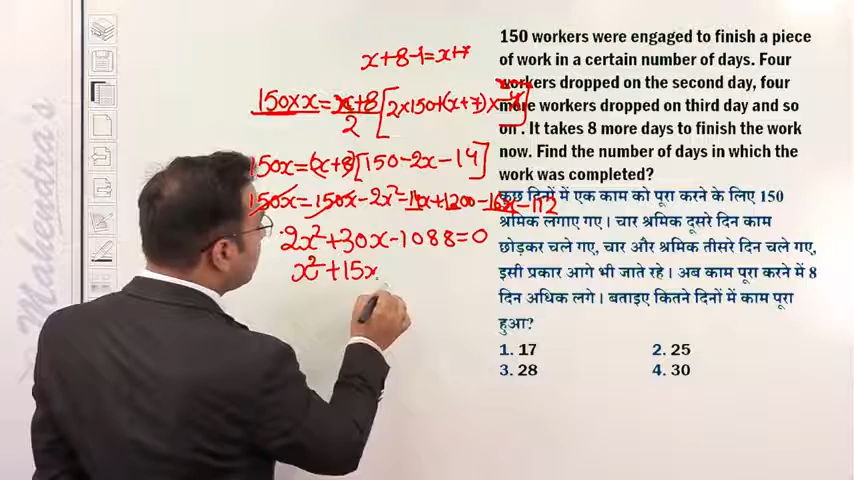 x+8-1=x+7
150×x=x+8/2[2×150+(x+7)×-4]
150x=(x+8)[150-2x-14]
150x=150x-2x²-14x+1200-16x-112
2x²+30x-1088=0
x²+15x
150 workers were engaged to finish a piece
of work in a certain number of days. Four
workers dropped on the second day, four
more workers dropped on third day and so
on . It takes 8 more days to finish the work
now. Find the number of days in which the
work was completed?
कुछ दिनों में एक काम को पूरा करने के लिए 150
श्रमिक लगाए गए। चार श्रमिक दूसरे दिन काम
छोड़कर चले गए, चार और श्रमिक तीसरे दिन चले गए,
इसी प्रकार आगे भी जाते रहे। अब काम पूरा करने में 8
दिन अधिक लगे। बताइए कितने दिनों में काम पूरा
हुआ?
1. 17 2. 25
3. 28 4. 30
Mahendra's